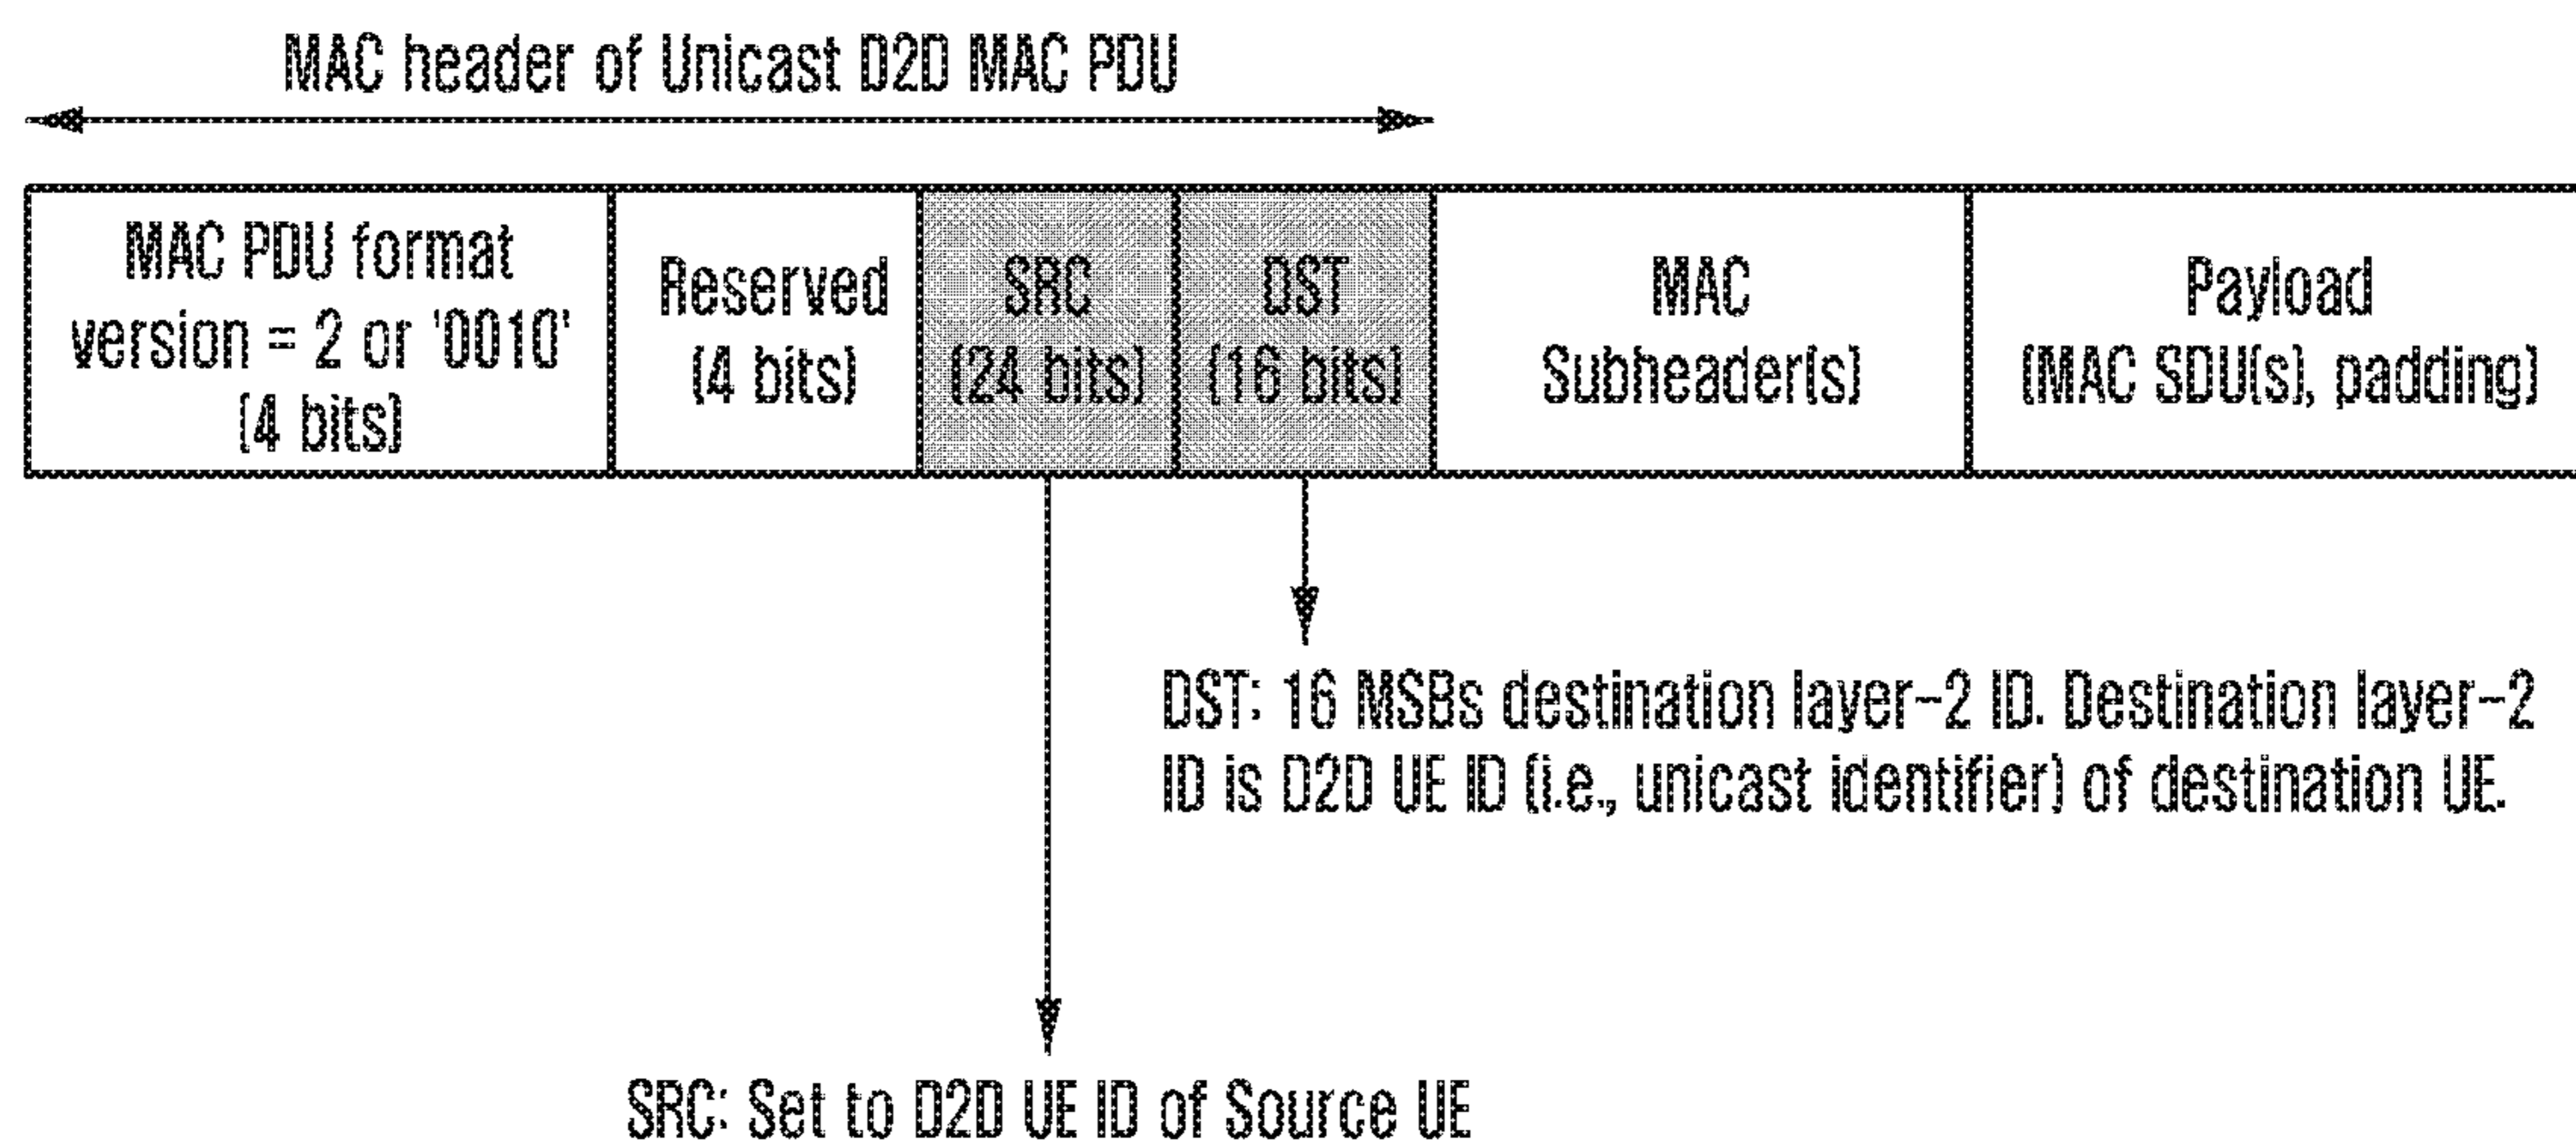 MAC header of Unicast D2D MAC PDU
MAC PDU format
version = 2 or '0010'
(4 bits)
Reserved
(4 bits)
SRC
(24 bits)
DST
(16 bits)
MAC
Subheader(s)
Payload
(MAC SDU(s), padding)
DST: 16 MSBs destination layer-2 ID. Destination layer-2
ID is D2D UE ID (i.e., unicast identifier) of destination UE.
SRC: Set to D2D UE ID of Source UE